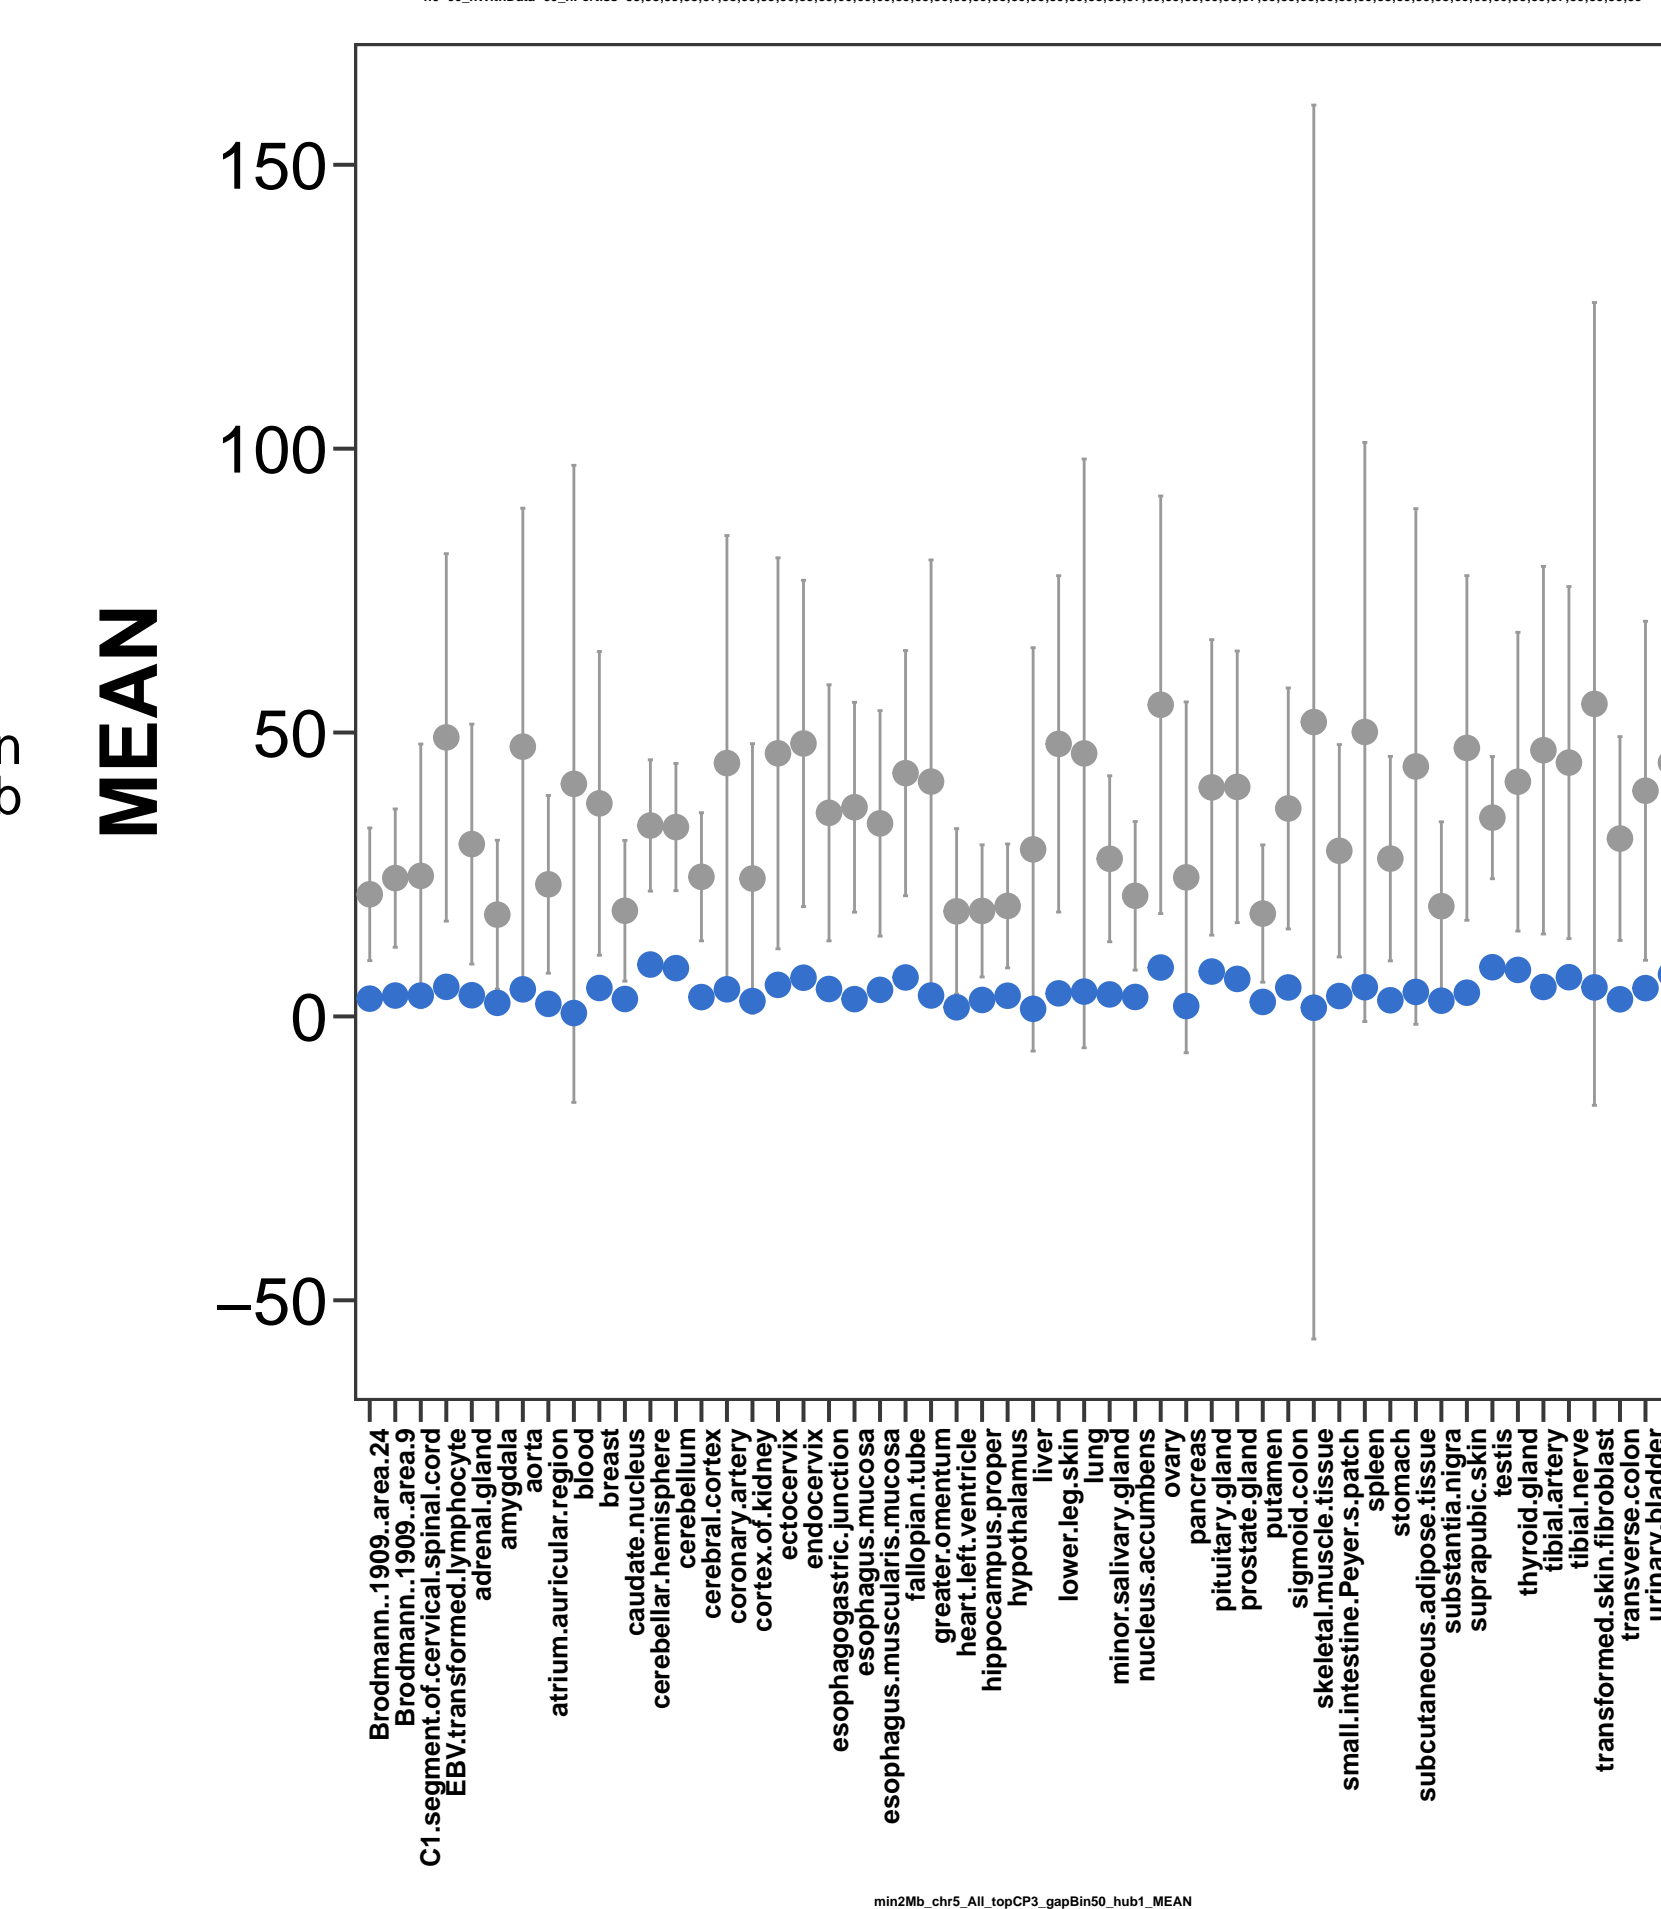 150
100
50
0
–50
MEAN
n
b
Brodmann..1909..area.24
Brodmann..1909..area.9
C1.segment.of.cervical.spinal.cord
EBV.transformed.lymphocyte
adrenal.gland
amygdala
aorta
atrium.auricular.region
blood
breast
caudate.nucleus
cerebellar.hemisphere
cerebellum
cerebral.cortex
coronary.artery
cortex.of.kidney
ectocervix
endocervix
esophagogastric.junction
esophagus.mucosa
esophagus.muscularis.mucosa
fallopian.tube
greater.omentum
heart.left.ventricle
hippocampus.proper
hypothalamus
liver
lower.leg.skin
lung
minor.salivary.gland
nucleus.accumbens
ovary
pancreas
pituitary.gland
prostate.gland
putamen
sigmoid.colon
skeletal.muscle.tissue
small.intestine.Peyer.s.patch
spleen
stomach
subcutaneous.adipose.tissue
substantia.nigra
suprapubic.skin
testis
thyroid.gland
tibial.artery
tibial.nerve
transformed.skin.fibroblast
transverse.colon
urinary.bladder
min2Mb_chr5_All_topCP3_gapBin50_hub1_MEAN